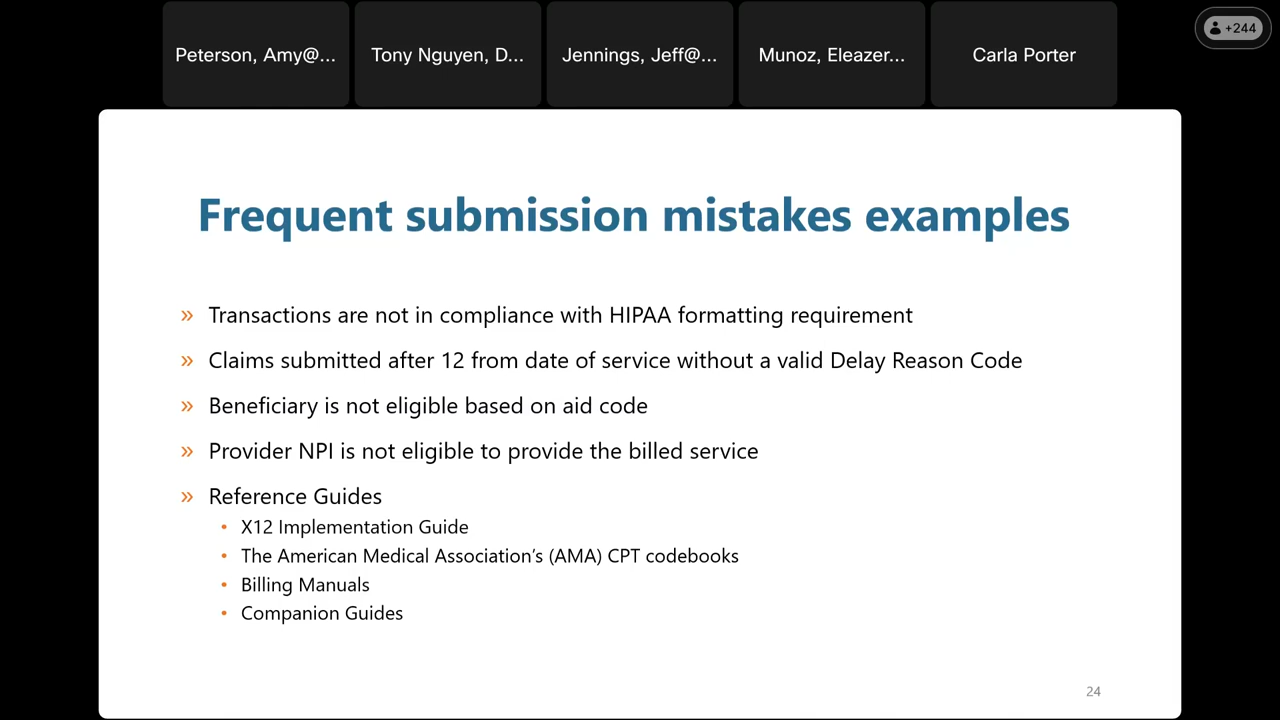 Peterson, Amy@...
Tony Nguyen, D...
Jennings, Jeff@...
Munoz, Eleazer...
Carla Porter
+244
Frequent submission mistakes examples
» Transactions are not in compliance with HIPAA formatting requirement
» Claims submitted after 12 from date of service without a valid Delay Reason Code
» Beneficiary is not eligible based on aid code
» Provider NPI is not eligible to provide the billed service
» Reference Guides
• X12 Implementation Guide
• The American Medical Association’s (AMA) CPT codebooks
• Billing Manuals
• Companion Guides
24